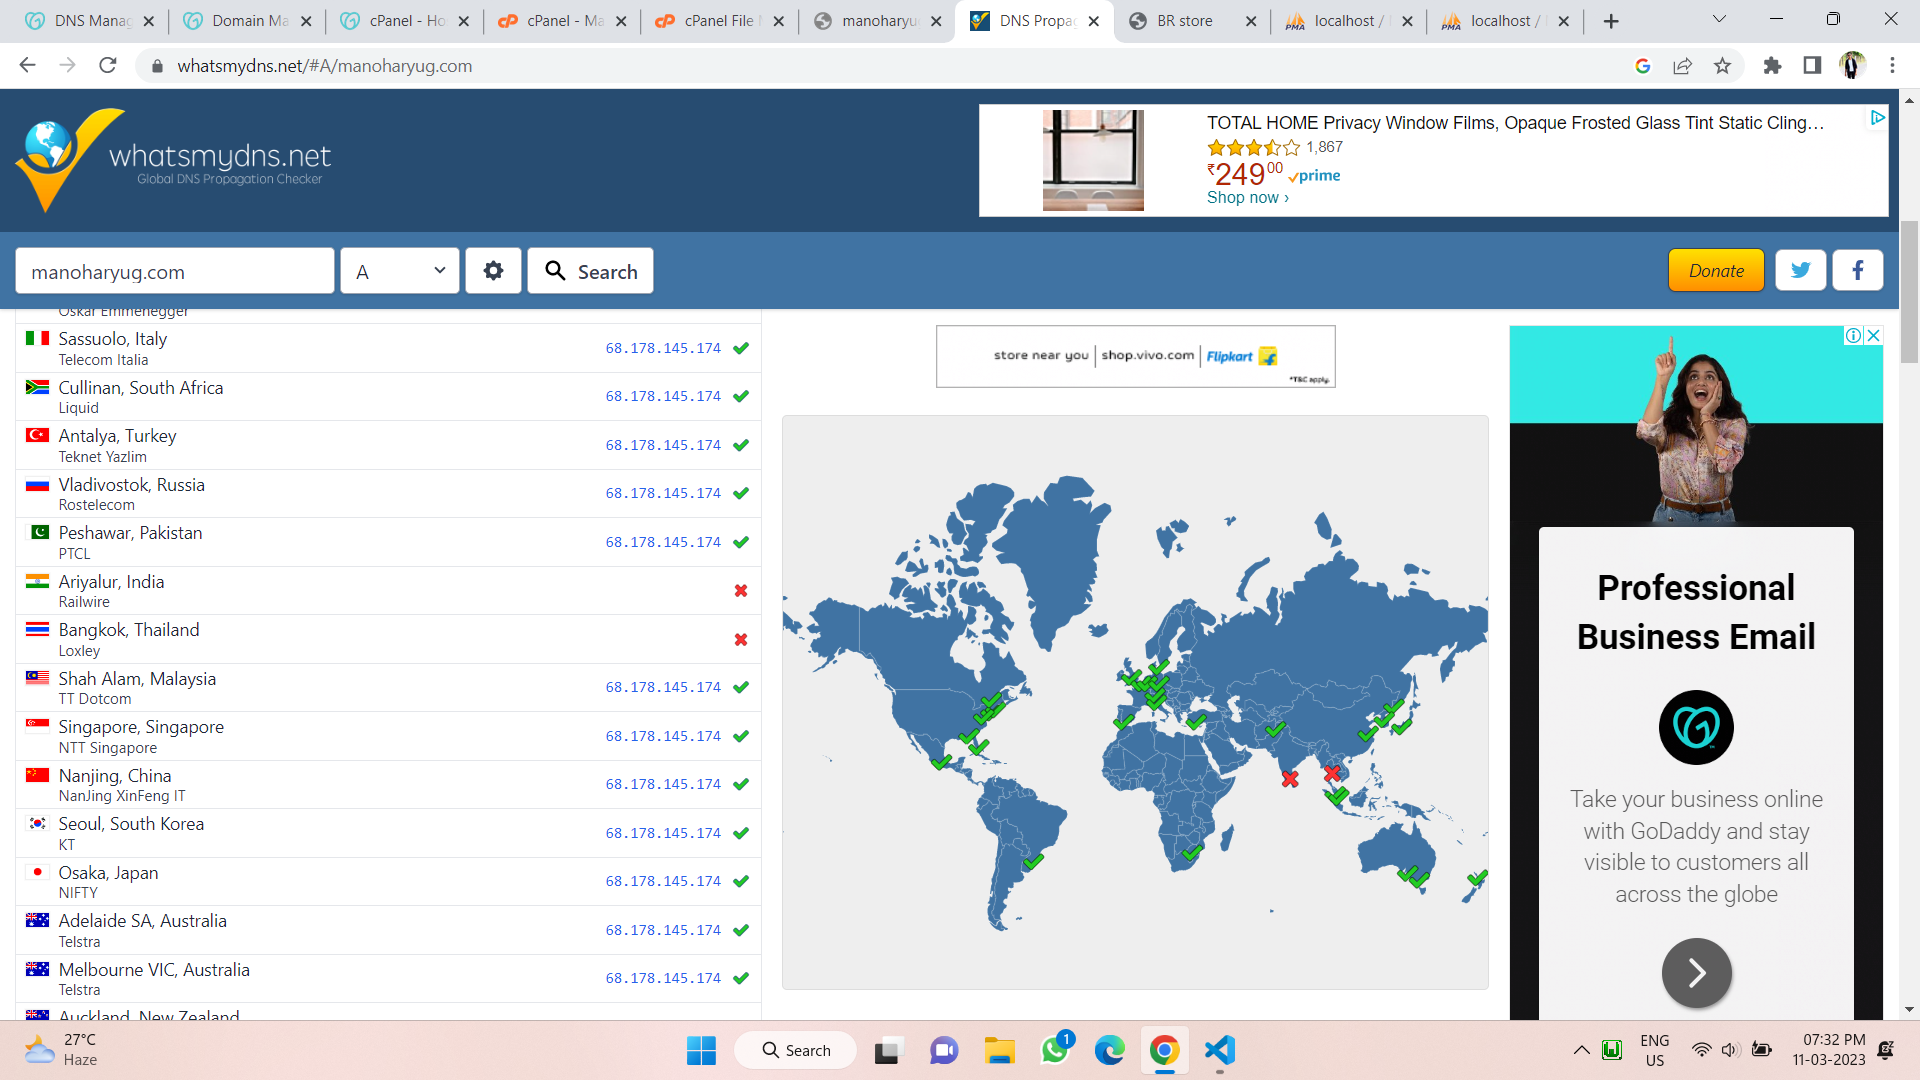 DNS Manag
Domain Ma
cPanel - Ho
cPanel - Ma
cPanel File M
manoharyu
DNS Propag
BR store
localhost /
localhost /
whatsmydns.net/#A/manoharyug.com
whatsmydns.net
Global DNS Propagation Checker
TOTAL HOME Privacy Window Films, Opaque Frosted Glass Tint Static Cling…
1,867
₹249 00 prime
Shop now ›
manoharyug.com
A
Search
Donate
Oskar Emmenegger
Sassuolo, Italy
Telecom Italia
68.178.145.174
Cullinan, South Africa
Liquid
68.178.145.174
Antalya, Turkey
Teknet Yazlim
68.178.145.174
Vladivostok, Russia
Rostelecom
68.178.145.174
Peshawar, Pakistan
PTCL
68.178.145.174
Ariyalur, India
Railwire
Bangkok, Thailand
Loxley
Shah Alam, Malaysia
TT Dotcom
68.178.145.174
Singapore, Singapore
NTT Singapore
68.178.145.174
Nanjing, China
NanJing XinFeng IT
68.178.145.174
Seoul, South Korea
KT
68.178.145.174
Osaka, Japan
NIFTY
68.178.145.174
Adelaide SA, Australia
Telstra
68.178.145.174
Melbourne VIC, Australia
Telstra
68.178.145.174
Auckland, New Zealand
store near you | shop.vivo.com | Flipkart
*T&C apply.
Professional
Business Email
Take your business online
with GoDaddy and stay
visible to customers all
across the globe
27°C
Haze
Search
1
ENG
US
07:32 PM
11-03-2023